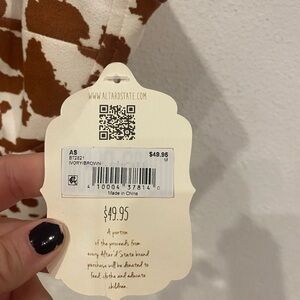 WWW.ALTARDSTATE.COM
AS
$49.95
B72821
M
IVORY/BROWN
4 10004 37814 0
Made in China
$49.95
A portion
of the proceeds from
every Altar'd State brand
purchase will be donated to
feed, clothe and educate
children.